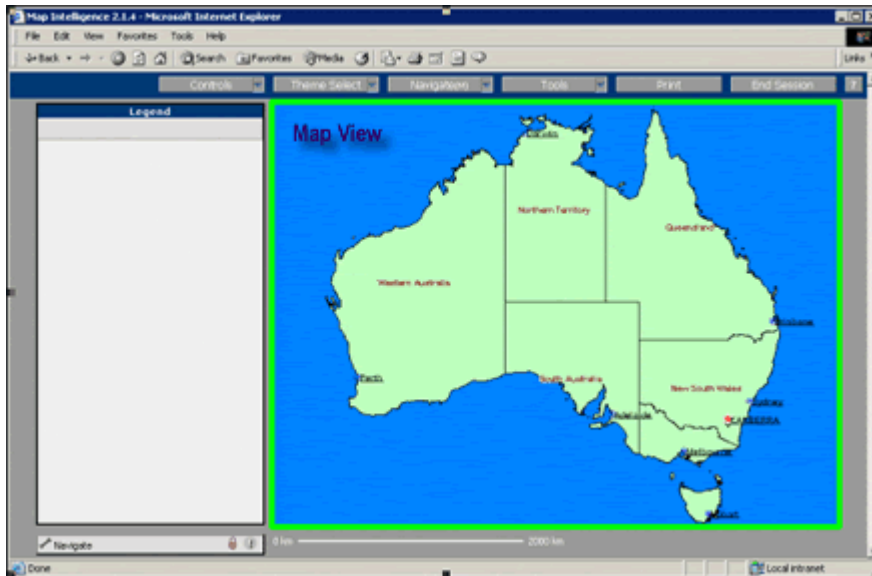 Map Intelligence 2.1.4 - Microsoft Internet Explorer
File Edit View Favorites Tools Help
Back Search Favorites Media Links
Controls Theme Select Navigation Tools Print End Session ?
Legend
Map View
Darwin
Northern Territory
Queensland
Western Australia
Brisbane
Perth
South Australia
New South Wales
Sydney
Adelaide
CANBERRA
Melbourne
Hobart
Navigate
0 km 2000 km
Done
Local intranet